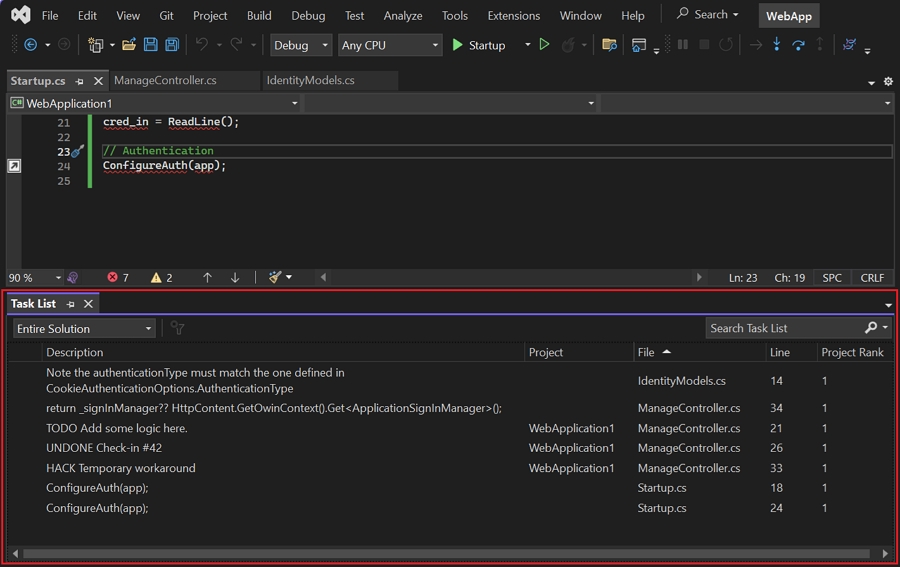 File Edit View Git Project Build Debug Test Analyze Tools Extensions Window Help Search WebApp
Debug Any CPU Startup
Startup.cs ManageController.cs IdentityModels.cs
C# WebApplication1
21 cred_in = ReadLine();
22
23 // Authentication
24 ConfigureAuth(app);
25
90 % 7 2 Ln: 23 Ch: 19 SPC CRLF
Task List
Entire Solution Search Task List
Description Project File Line Project Rank
Note the authenticationType must match the one defined in
CookieAuthenticationOptions.AuthenticationType IdentityModels.cs 14 1
return _signInManager?? HttpContent.GetOwinContext().Get<ApplicationSignInManager>(); ManageController.cs 34 1
TODO Add some logic here. WebApplication1 ManageController.cs 21 1
UNDONE Check-in #42 WebApplication1 ManageController.cs 26 1
HACK Temporary workaround WebApplication1 ManageController.cs 33 1
ConfigureAuth(app); Startup.cs 18 1
ConfigureAuth(app); Startup.cs 24 1